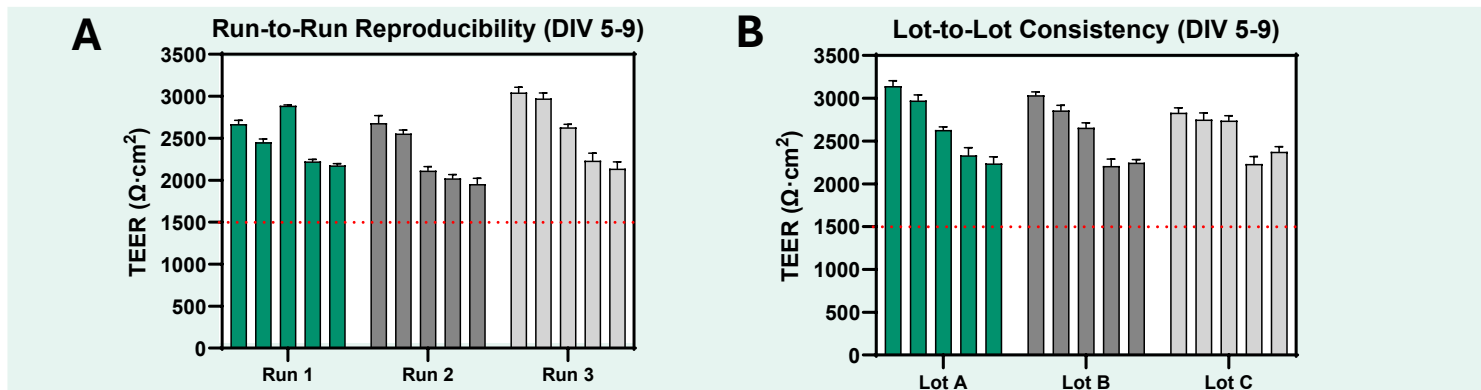 A
Run-to-Run Reproducibility (DIV 5-9)
TEER (Ω·cm²)
3500
3000
2500
2000
1500
1000
500
0
Run 1
Run 2
Run 3
B
Lot-to-Lot Consistency (DIV 5-9)
TEER (Ω·cm²)
3500
3000
2500
2000
1500
1000
500
0
Lot A
Lot B
Lot C